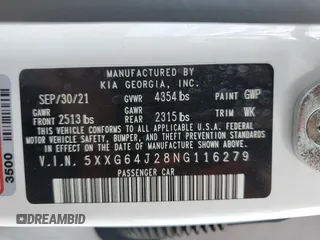 MANUFACTURED BY
KIA GEORGIA, INC.
SEP/30/21 GVWR 4354 lbs PAINT GWP
GAWR FRONT 2513 lbs GAWR REAR 2315 lbs TRIM WK
THIS VEHICLE CONFORMS TO ALL APPLICABLE FEDERAL
MOTOR VEHICLE SAFETY, BUMPER, AND THEFT PREVENTION STANDARDS
IN EFFECT ON THE DATE OF MANUFACTURE SHOWN ABOVE.
V.I.N. 5XXG64J28NG116279
PASSENGER CAR
3500
DREAMBID